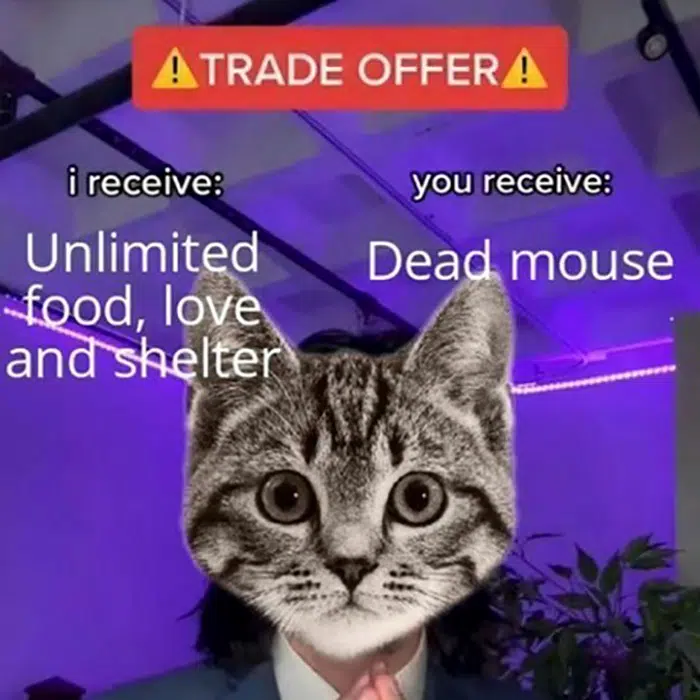 ⚠TRADE OFFER⚠
i receive:
you receive:
Unlimited
food, love
and shelter
Dead mouse